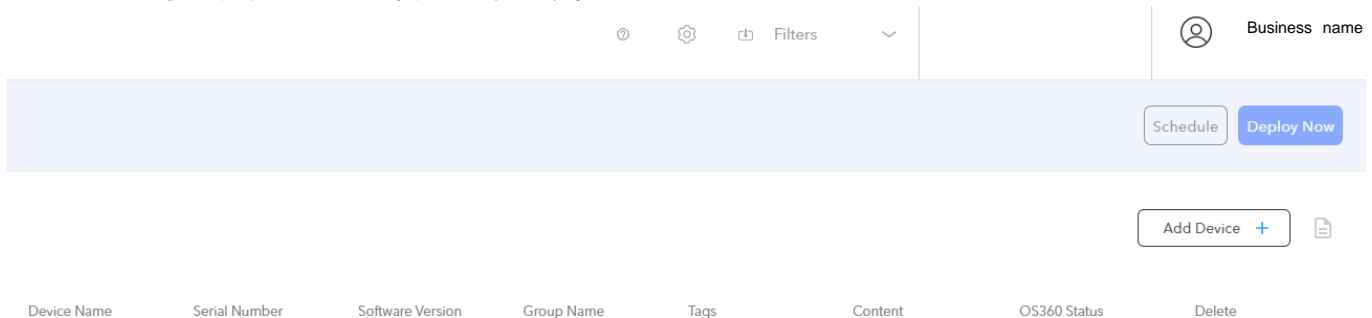 Filters
Business name
Schedule
Deploy Now
Add Device +
Device Name Serial Number Software Version Group Name Tags Content OS360 Status Delete